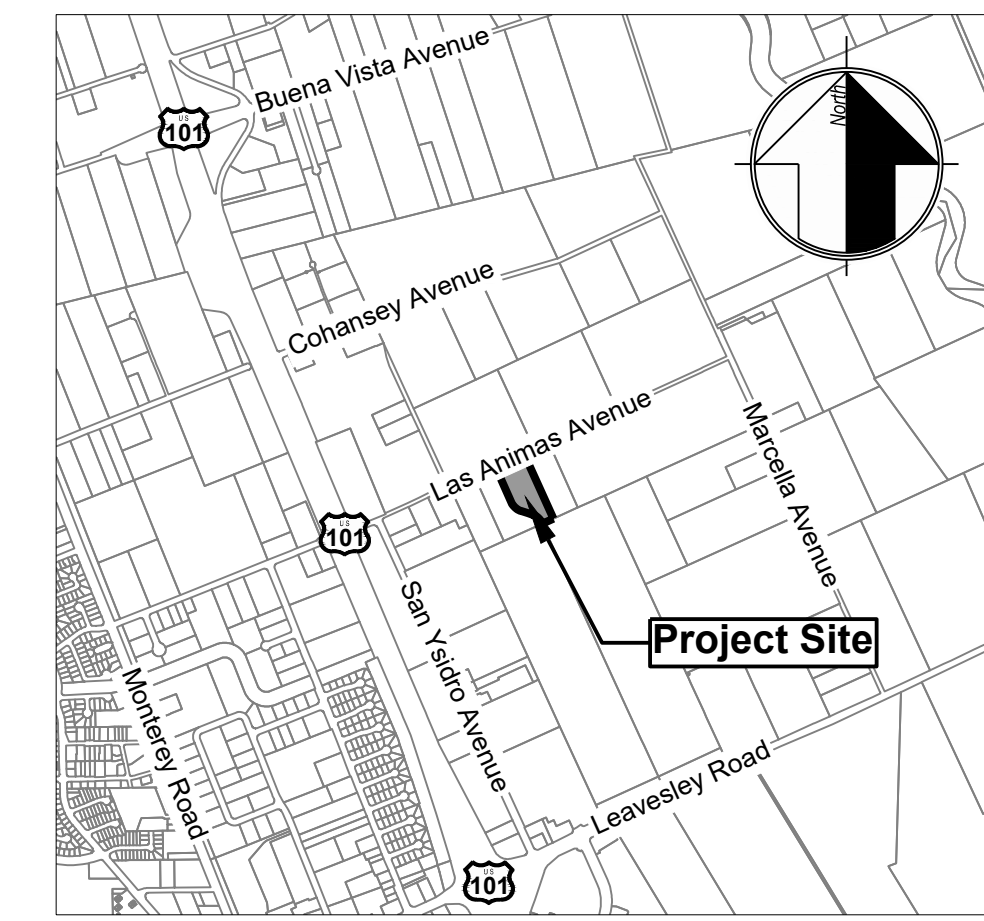 Buena Vista Avenue
US
101
North
Cohansey Avenue
Las Animas Avenue
Marcella Avenue
US
101
San Ysidro Avenue
Project Site
Monterey Road
Leavesley Road
US
101